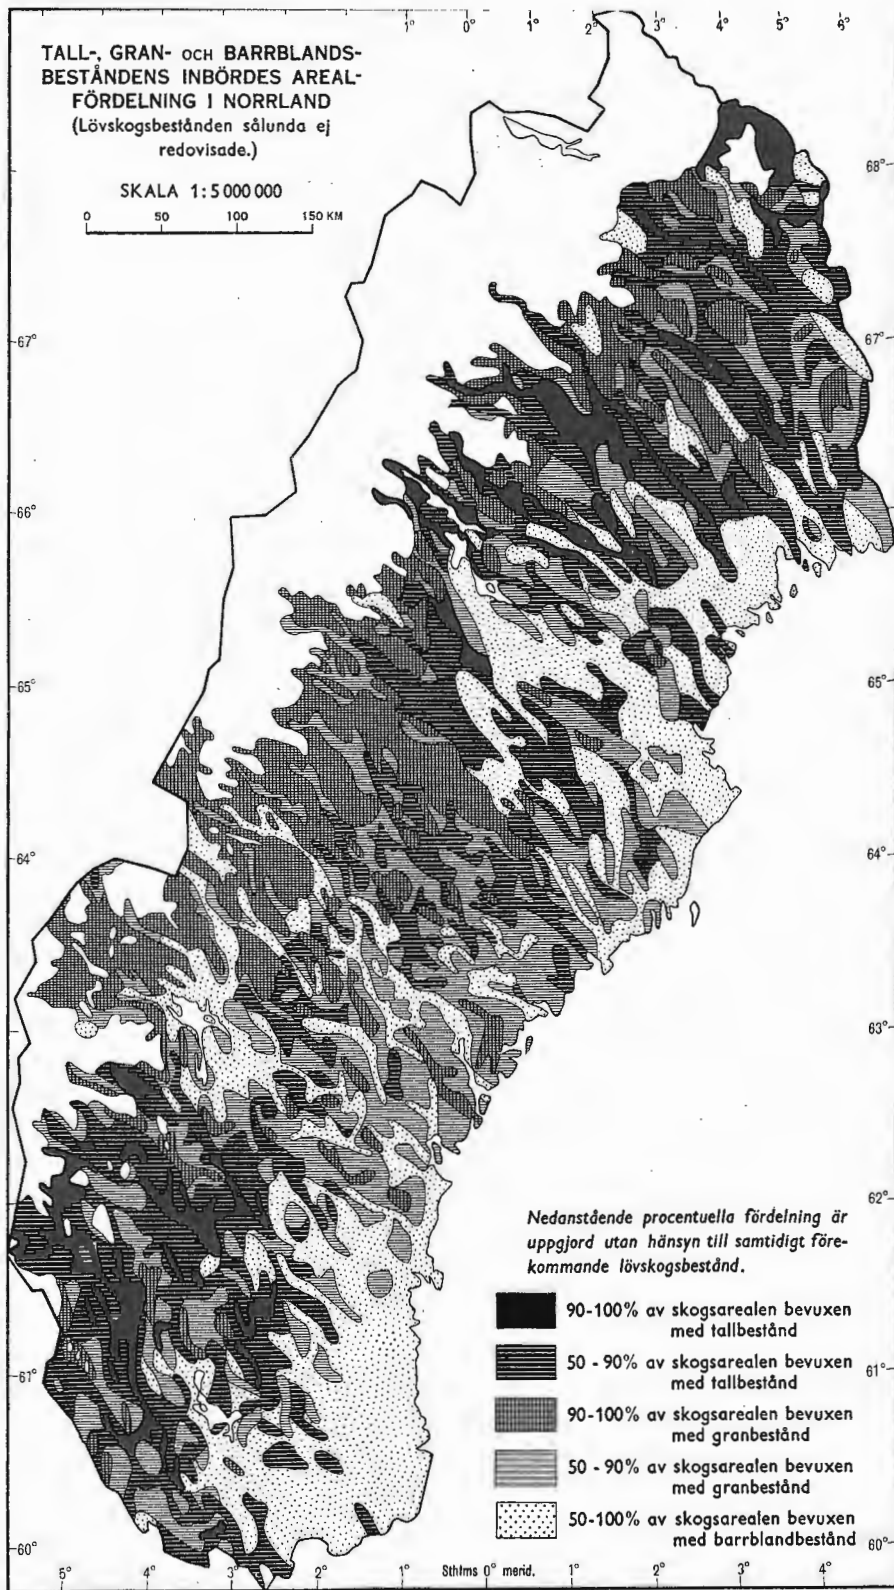 1° 0° 1° 2° 3° 4° 5° 6°
TALL-, GRAN- OCH BARRBLANDS-
BESTÅNDENS INBÖRDES AREAL-
FÖRDELNING I NORRLAND
(Lövskogsbestånden sålunda ej
redovisade.)
SKALA 1:5 000 000
0 50 100 150 KM
68°
67° 67°
66°
65° 65°
64° 64°
63°
62°
61° 61°
60° 60°
Nedanstående procentuella fördelning är
uppgjord utan hänsyn till samtidigt före-
kommande lövskogsbestånd.
90-100% av skogsarealen bevuxen
med tallbestånd
50 - 90% av skogsarealen bevuxen
med tallbestånd
90-100% av skogsarealen bevuxen
med granbestånd
50 - 90% av skogsarealen bevuxen
med granbestånd
50-100% av skogsarealen bevuxen
med barrblandbestånd
5° 4° 3° 2° 1° Sthlms 0° merid. 1° 2° 3° 4°